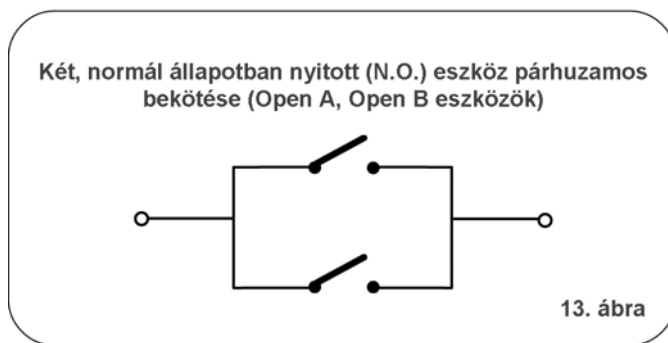 Két, normál állapotban nyitott (N.O.) eszköz párhuzamos
bekötése (Open A, Open B eszközök)
13. ábra